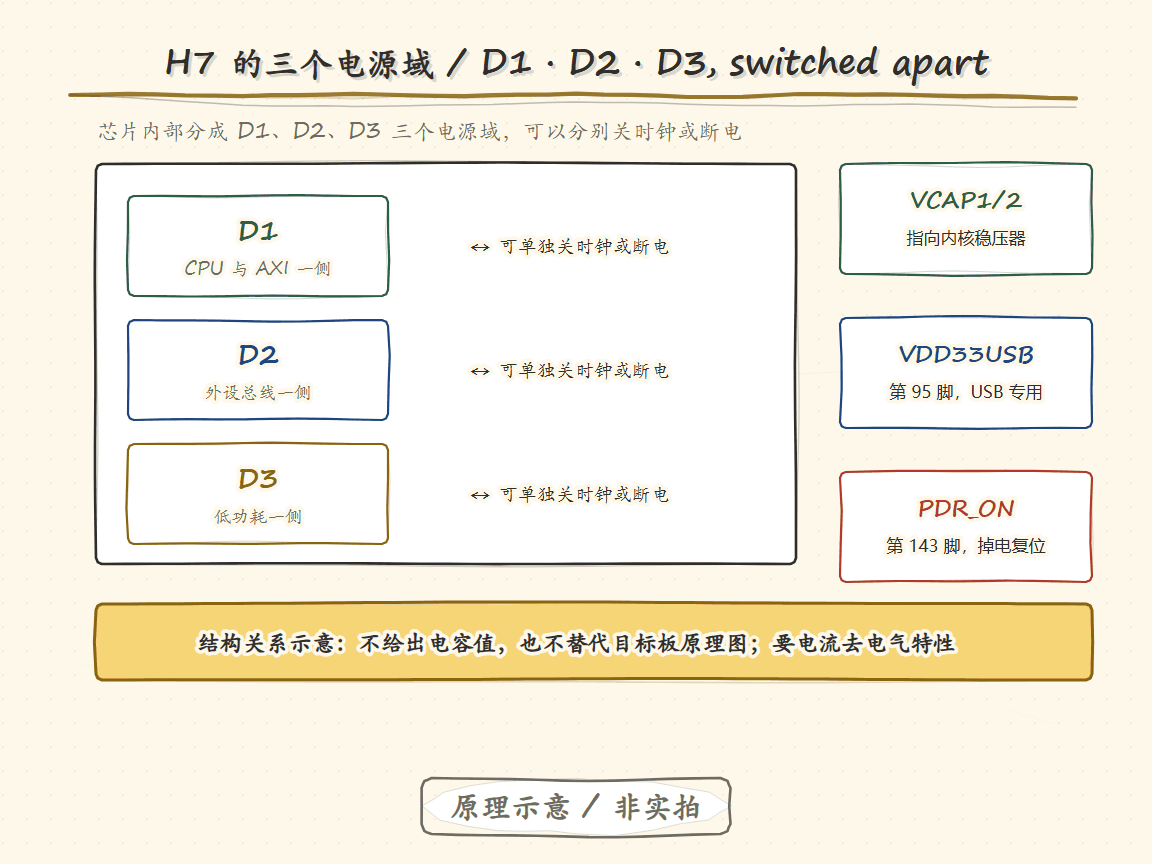 H7 的三个电源域 / D1 · D2 · D3, switched apart
芯片内部分成 D1、D2、D3 三个电源域，可以分别关时钟或断电
D1
CPU 与 AXI 一侧
↔ 可单独关时钟或断电
D2
外设总线一侧
↔ 可单独关时钟或断电
D3
低功耗一侧
↔ 可单独关时钟或断电
VCAP1/2
指向内核稳压器
VDD33USB
第 95 脚，USB 专用
PDR_ON
第 143 脚，掉电复位
结构关系示意：不给出电容值，也不替代目标板原理图；要电流去电气特性
原理示意 / 非实拍